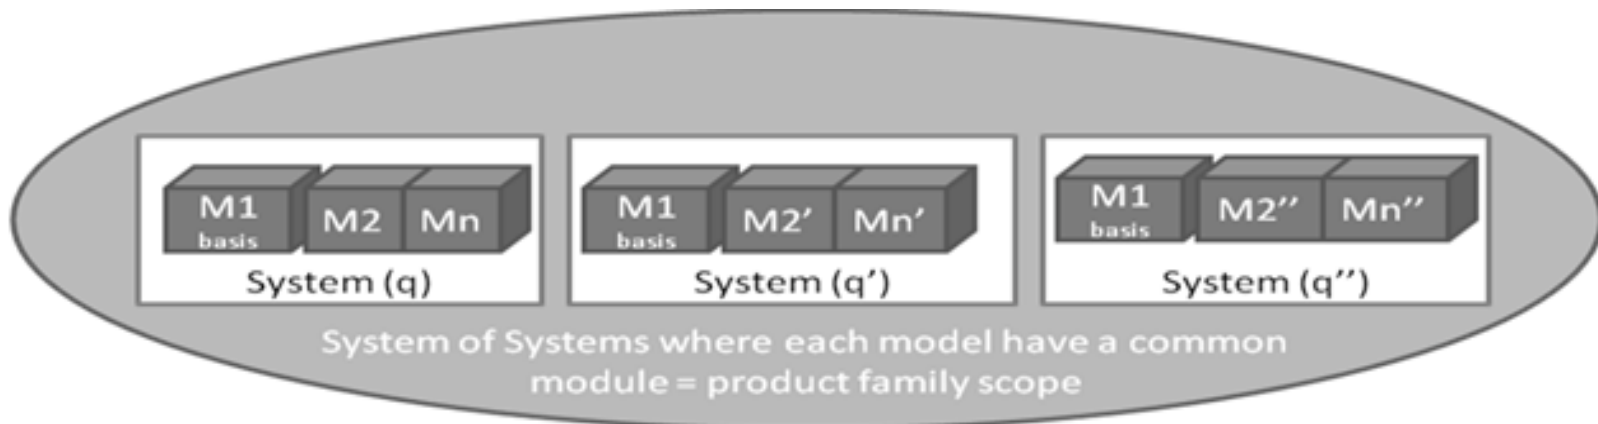 M1
basis
M2
Mn
System (q)
M1
basis
M2’
Mn’
System (q’)
M1
basis
M2’’
Mn’’
System (q’’)
System of Systems where each model have a common
module = product family scope